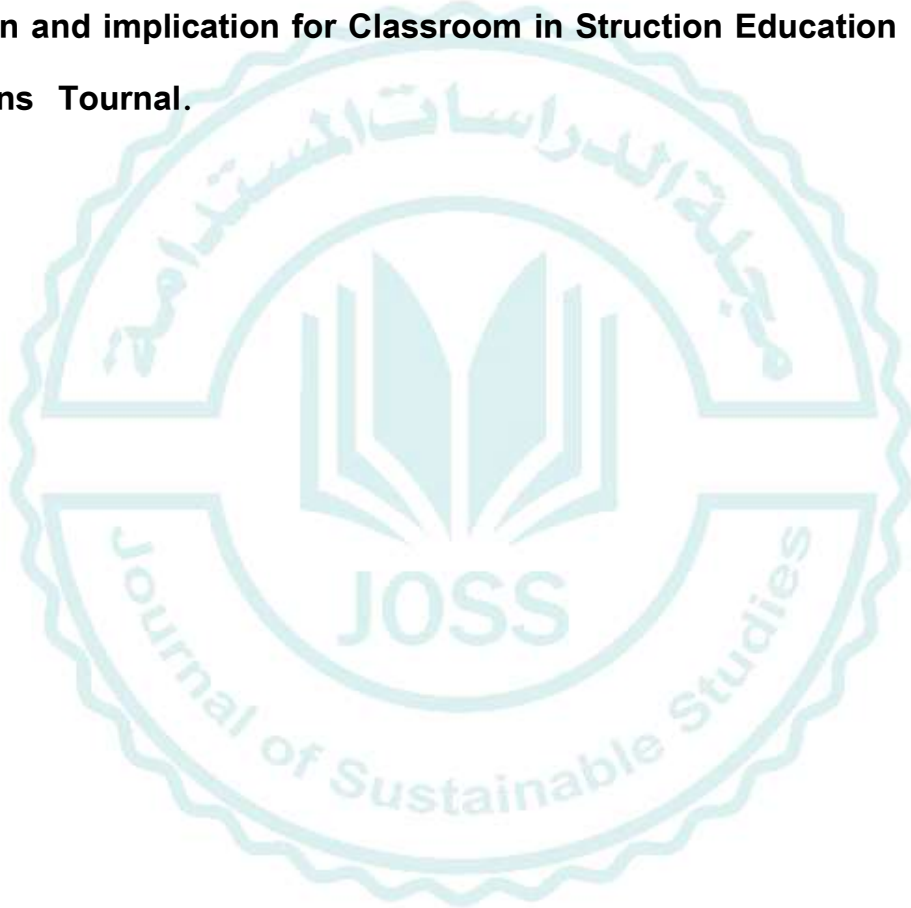 n and implication for Classroom in Struction Education
ns Tournal.
مجلة الدراسات المستدامة
JOSS
Journal of Sustainable Studies